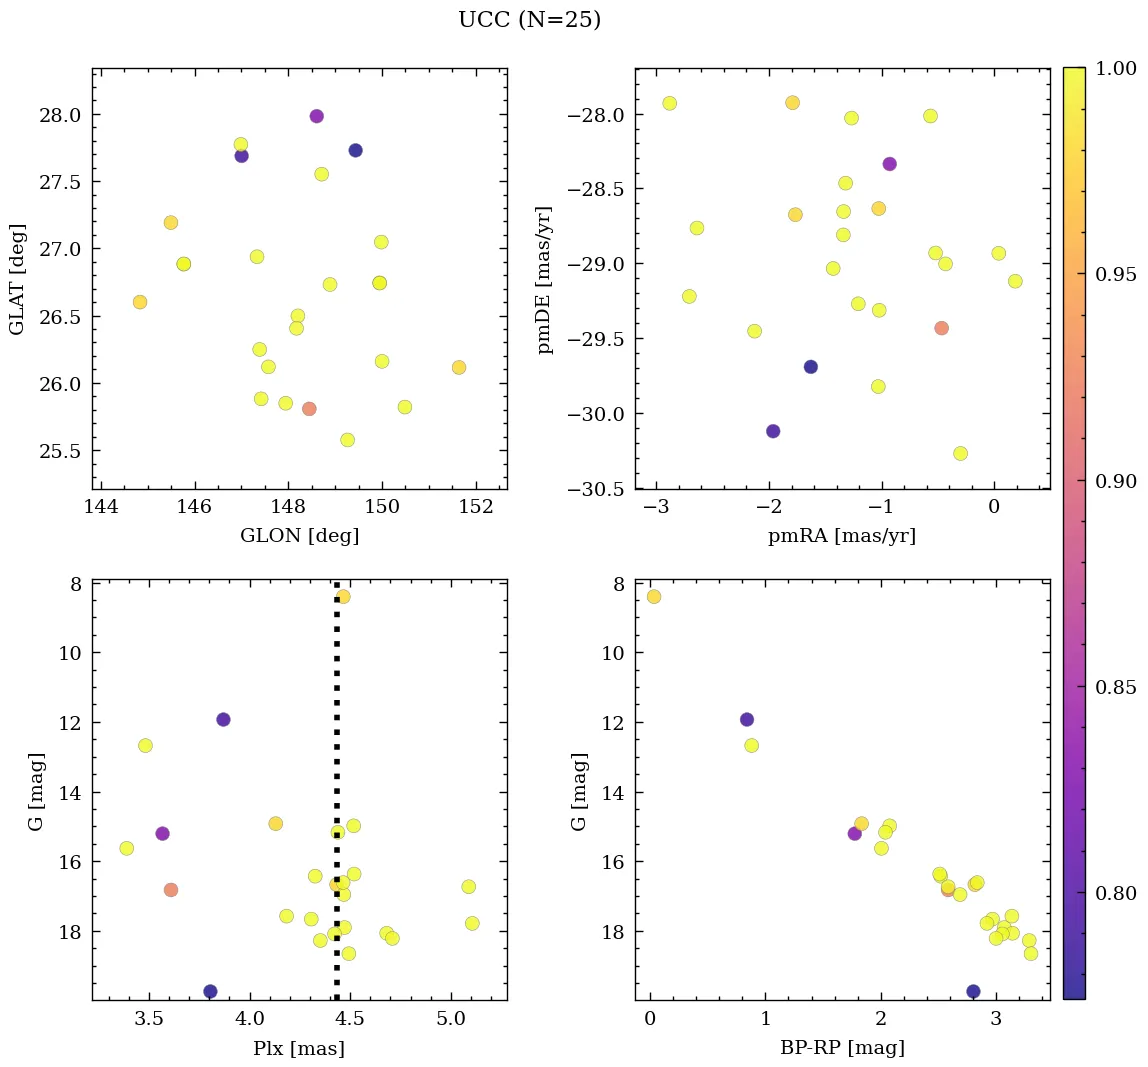 UCC (N=25)
28.0
27.5
27.0
26.5
26.0
25.5
GLAT [deg]
144 146 148 150 152
GLON [deg]
−28.0
−28.5
−29.0
−29.5
−30.0
−30.5
pmDE [mas/yr]
−3 −2 −1 0
pmRA [mas/yr]
1.00
0.95
0.90
0.85
0.80
8
10
12
14
16
18
G [mag]
3.5 4.0 4.5 5.0
Plx [mas]
8
10
12
14
16
18
G [mag]
0 1 2 3
BP-RP [mag]